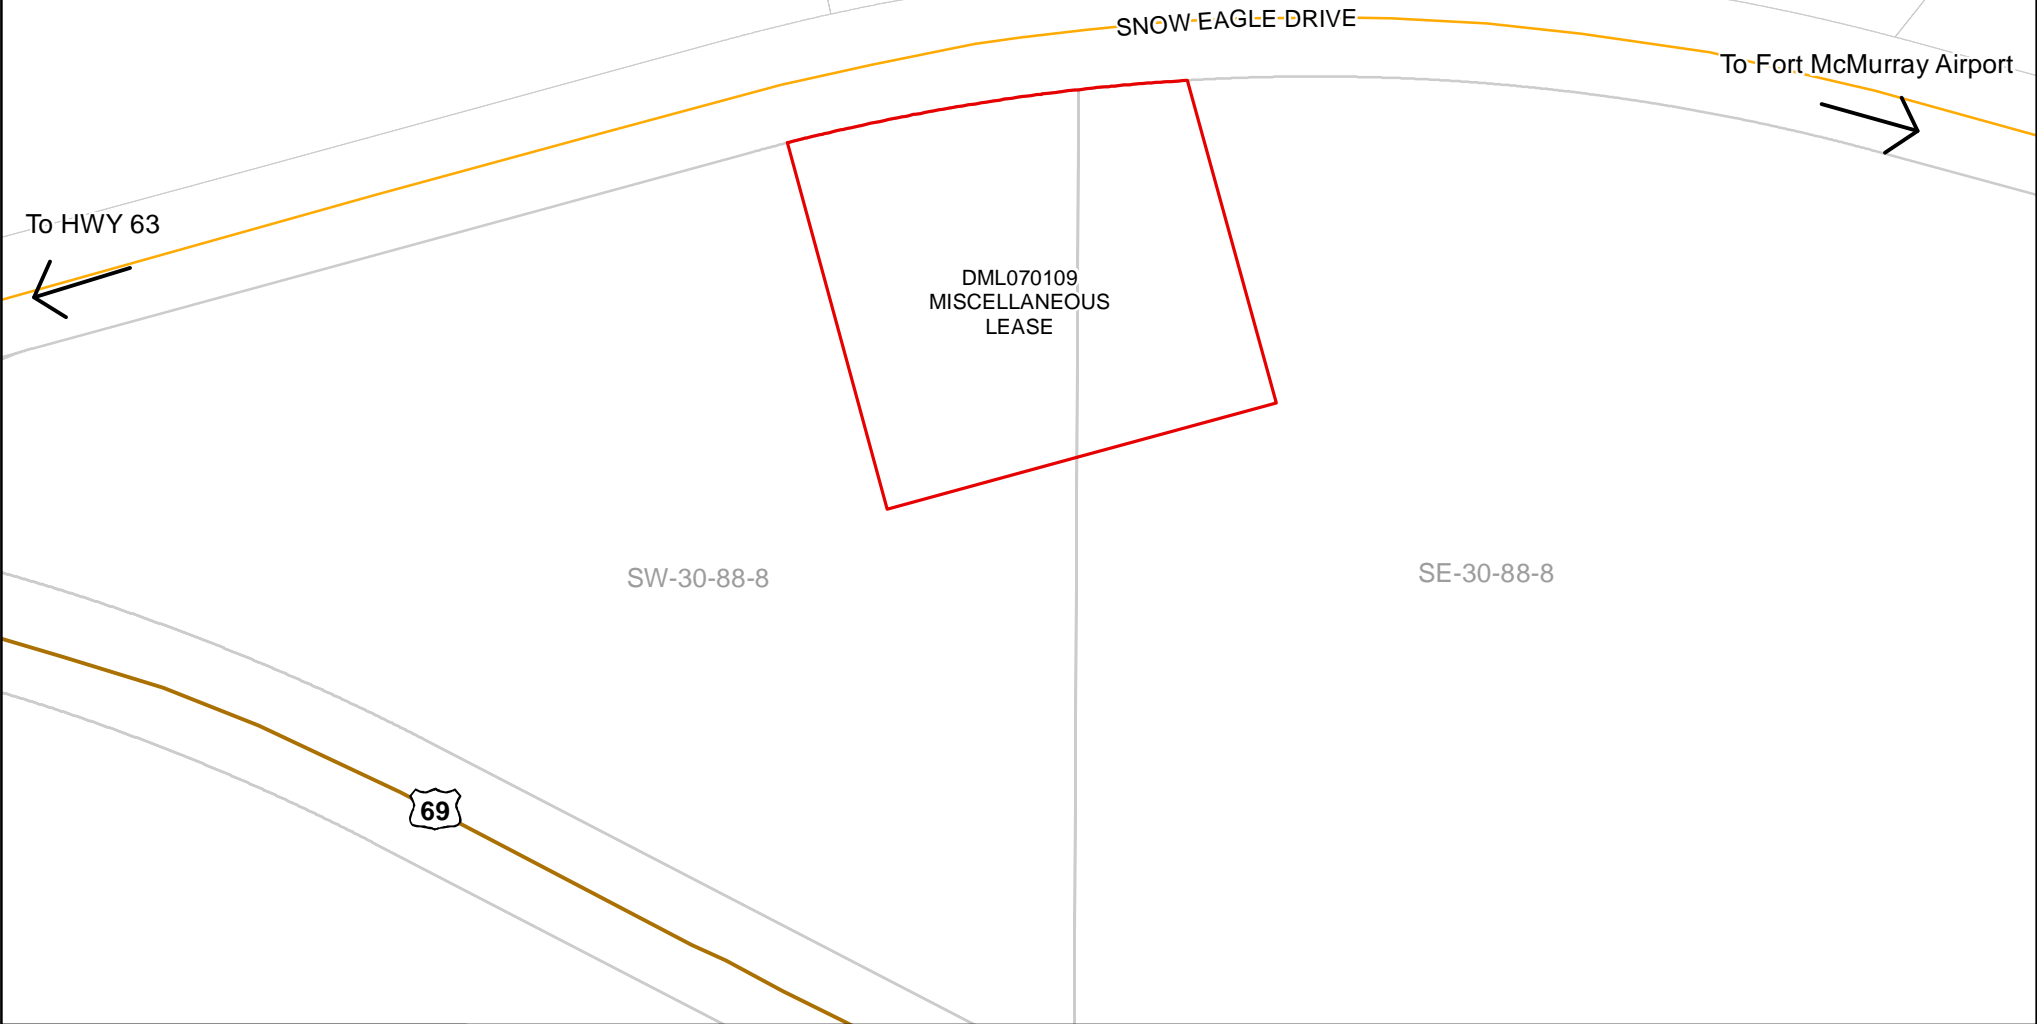 SNOW EAGLE DRIVE
To Fort McMurray Airport
To HWY 63
DML070109
MISCELLANEOUS
LEASE
SW-30-88-8
SE-30-88-8
69